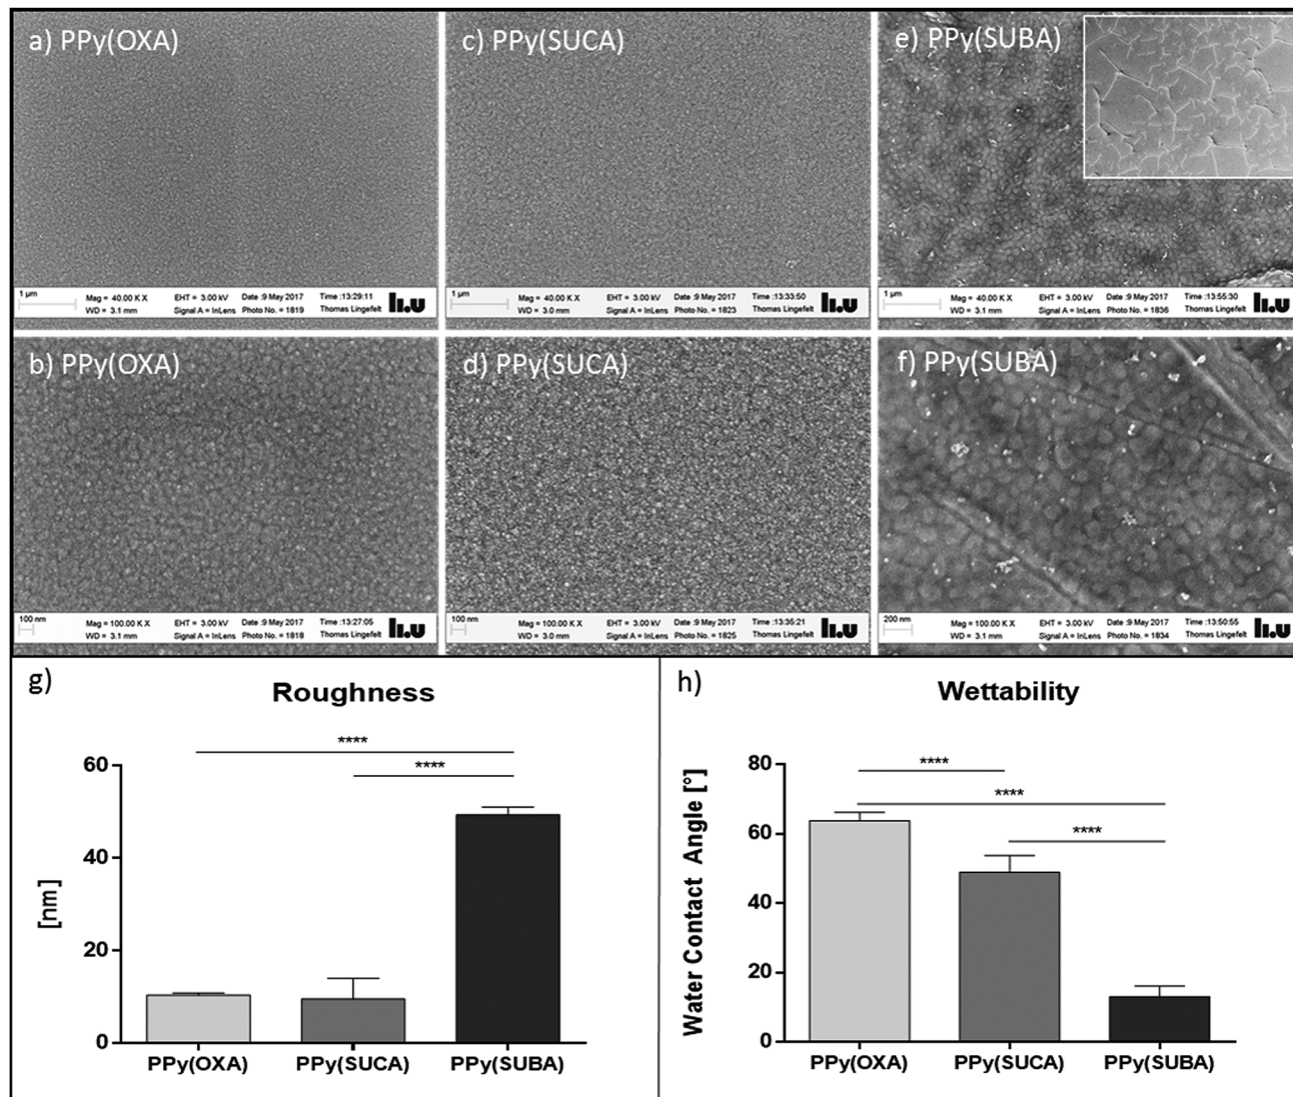 a) PPy(OXA)
1 µm
Mag = 40.00 K X EHT = 3.00 kV Date :9 May 2017 Time :13:29:11
WD = 3.1 mm Signal A = InLens Photo No. = 1819 Thomas Lingefelt
li.u
c) PPy(SUCA)
1 µm
Mag = 40.00 K X EHT = 3.00 kV Date :9 May 2017 Time :13:33:50
WD = 3.0 mm Signal A = InLens Photo No. = 1823 Thomas Lingefelt
li.u
e) PPy(SUBA)
1 µm
Mag = 40.00 K X EHT = 3.00 kV Date :9 May 2017 Time :13:55:30
WD = 3.1 mm Signal A = InLens Photo No. = 1836 Thomas Lingefelt
li.u
b) PPy(OXA)
100 nm
Mag = 100.00 K X EHT = 3.00 kV Date :9 May 2017 Time :13:27:05
WD = 3.1 mm Signal A = InLens Photo No. = 1818 Thomas Lingefelt
li.u
d) PPy(SUCA)
100 nm
Mag = 100.00 K X EHT = 3.00 kV Date :9 May 2017 Time :13:35:21
WD = 3.0 mm Signal A = InLens Photo No. = 1825 Thomas Lingefelt
li.u
f) PPy(SUBA)
200 nm
Mag = 100.00 K X EHT = 3.00 kV Date :9 May 2017 Time :13:50:55
WD = 3.1 mm Signal A = InLens Photo No. = 1834 Thomas Lingefelt
li.u
g)
Roughness
****
****
60
40
20
0
[nm]
PPy(OXA) PPy(SUCA) PPy(SUBA)
h)
Wettability
****
****
****
80
60
40
20
0
Water Contact Angle [°]
PPy(OXA) PPy(SUCA) PPy(SUBA)